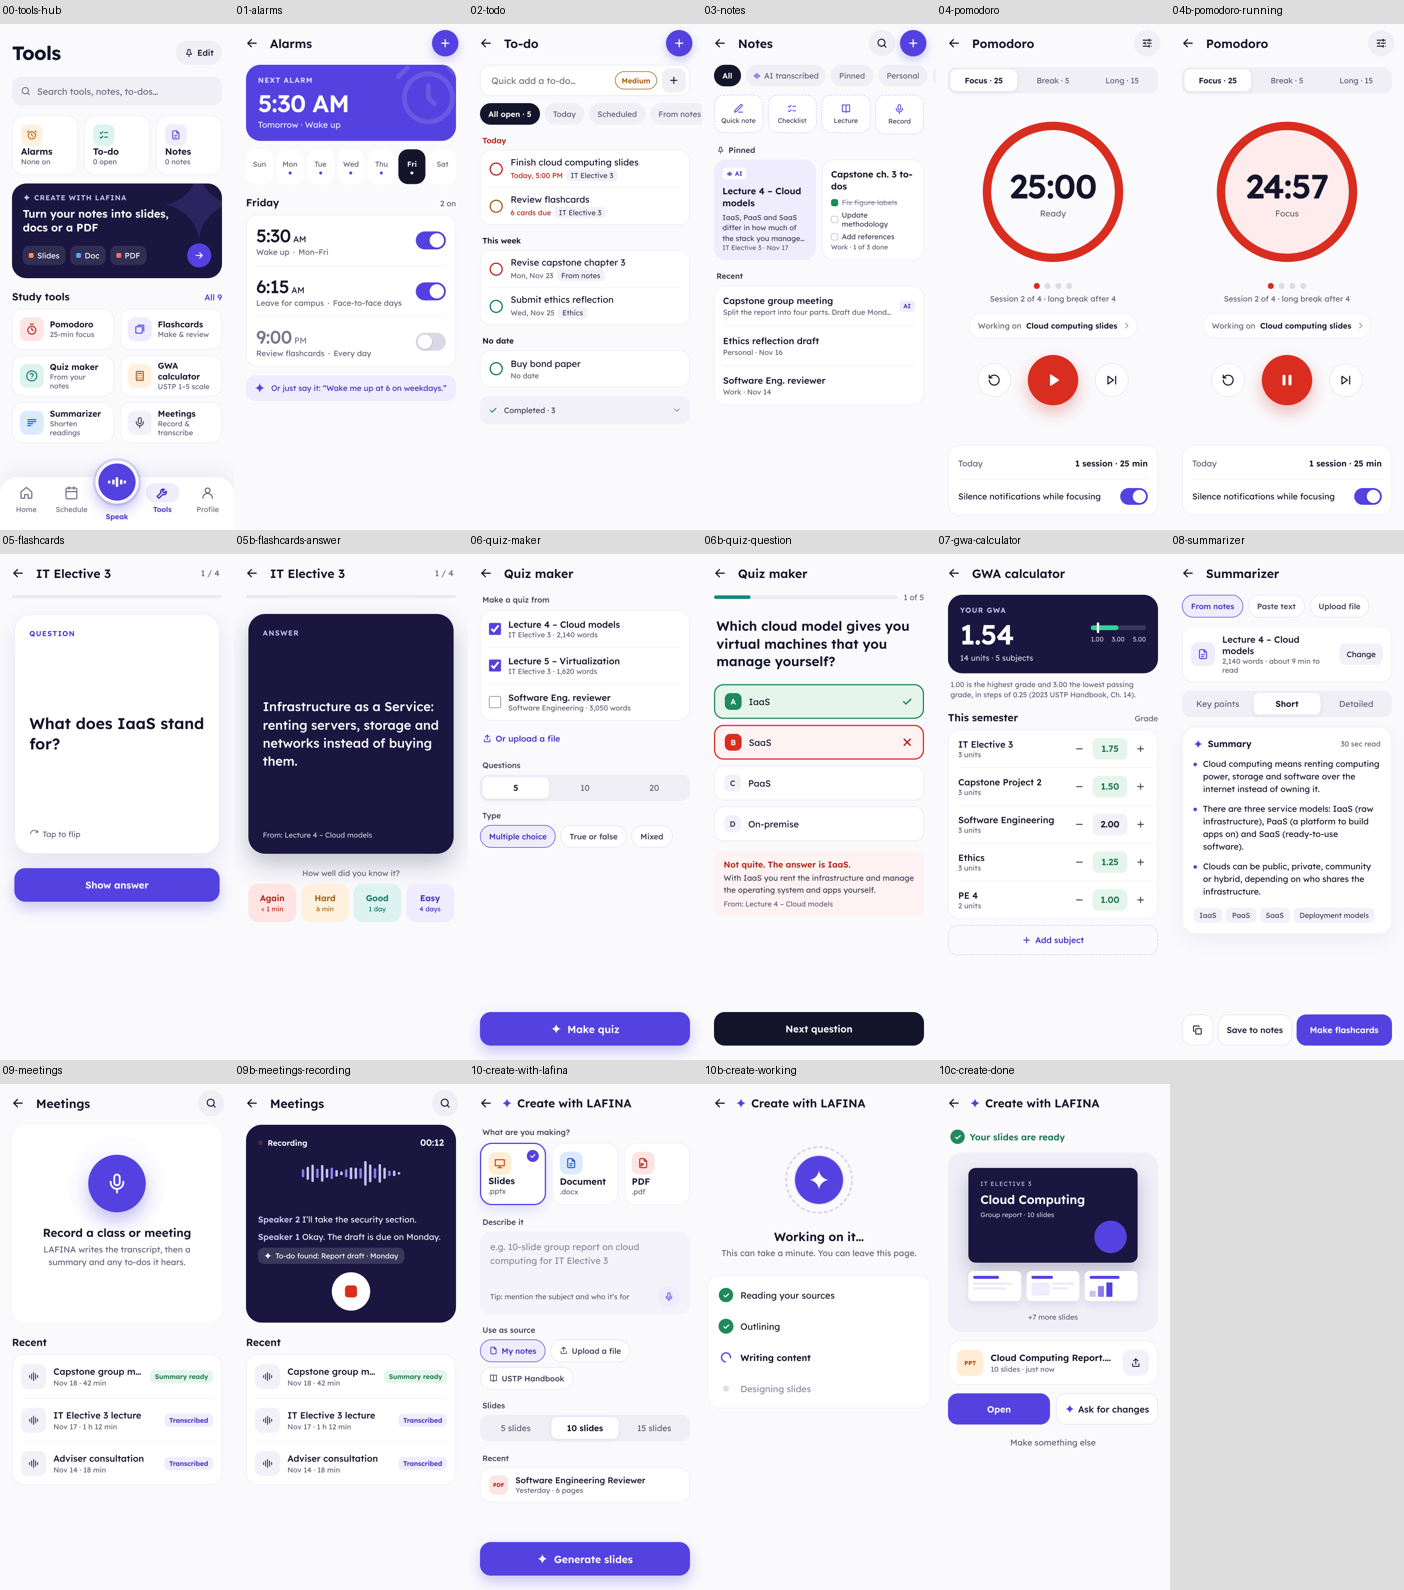 00-tools-hub
Tools
Edit
Search tools, notes, to-dos...
Alarms
None on
To-do
0 open
Notes
0 notes
CREATE WITH LAFINA
Turn your notes into slides,
docs or a PDF
Slides
Doc
PDF
Study tools
All 9
Pomodoro
25-min focus
Flashcards
Make & review
Quiz maker
From your
notes
GWA
calculator
USTP 1–5 scale
Summarizer
Shorten
readings
Meetings
Record &
transcribe
Home
Schedule
Speak
Tools
Profile
01-alarms
Alarms
NEXT ALARM
5:30 AM
Tomorrow · Wake up
Sun
Mon
Tue
Wed
Thu
Fri
Sat
Friday
2 on
5:30 AM
Wake up · Mon–Fri
6:15 AM
Leave for campus · Face-to-face days
9:00 PM
Review flashcards · Every day
Or just say it: “Wake me up at 6 on weekdays.”
02-todo
To-do
Quick add a to-do...
Medium
All open · 5
Today
Scheduled
From notes
Today
Finish cloud computing slides
Today, 5:00 PM
IT Elective 3
Review flashcards
6 cards due
IT Elective 3
This week
Revise capstone chapter 3
Mon, Nov 23
From notes
Submit ethics reflection
Wed, Nov 25
Ethics
No date
Buy bond paper
No date
Completed · 3
03-notes
Notes
All
AI transcribed
Pinned
Personal
Quick note
Checklist
Lecture
Record
Pinned
AI
Lecture 4 – Cloud
models
IaaS, PaaS and SaaS
differ in how much of
the stack you manage...
IT Elective 3 · Nov 17
Capstone ch. 3 to-
dos
Fix figure labels
Update
methodology
Add references
Work · 1 of 3 done
Recent
Capstone group meeting
Split the report into four parts. Draft due Mond...
AI
Ethics reflection draft
Personal · Nov 16
Software Eng. reviewer
Work · Nov 14
04-pomodoro
Pomodoro
Focus · 25
Break · 5
Long · 15
25:00
Ready
Session 2 of 4 · long break after 4
Working on Cloud computing slides
Today
1 session · 25 min
Silence notifications while focusing
04b-pomodoro-running
Pomodoro
Focus · 25
Break · 5
Long · 15
24:57
Focus
Session 2 of 4 · long break after 4
Working on Cloud computing slides
Today
1 session · 25 min
Silence notifications while focusing
05-flashcards
IT Elective 3
1 / 4
QUESTION
What does IaaS stand
for?
Tap to flip
Show answer
05b-flashcards-answer
IT Elective 3
1 / 4
ANSWER
Infrastructure as a Service:
renting servers, storage and
networks instead of buying
them.
From: Lecture 4 – Cloud models
How well did you know it?
Again
< 1 min
Hard
6 min
Good
1 day
Easy
4 days
06-quiz-maker
Quiz maker
Make a quiz from
Lecture 4 – Cloud models
IT Elective 3 · 2,140 words
Lecture 5 – Virtualization
IT Elective 3 · 1,620 words
Software Eng. reviewer
Software Engineering · 3,050 words
Or upload a file
Questions
5
10
20
Type
Multiple choice
True or false
Mixed
Make quiz
06b-quiz-question
Quiz maker
1 of 5
Which cloud model gives you
virtual machines that you
manage yourself?
A
IaaS
B
SaaS
C
PaaS
D
On-premise
Not quite. The answer is IaaS.
With IaaS you rent the infrastructure and manage
the operating system and apps yourself.
From: Lecture 4 – Cloud models
Next question
07-gwa-calculator
GWA calculator
YOUR GWA
1.54
14 units · 5 subjects
1.00
3.00
5.00
1.00 is the highest grade and 3.00 the lowest passing
grade, in steps of 0.25 (2023 USTP Handbook, Ch. 14).
This semester
Grade
IT Elective 3
3 units
1.75
Capstone Project 2
3 units
1.50
Software Engineering
3 units
2.00
Ethics
3 units
1.25
PE 4
2 units
1.00
Add subject
08-summarizer
Summarizer
From notes
Paste text
Upload file
Lecture 4 – Cloud
models
2,140 words · about 9 min to
read
Change
Key points
Short
Detailed
Summary
30 sec read
Cloud computing means renting computing
power, storage and software over the
internet instead of owning it.
There are three service models: IaaS (raw
infrastructure), PaaS (a platform to build
apps on) and SaaS (ready-to-use
software).
Clouds can be public, private, community
or hybrid, depending on who shares the
infrastructure.
IaaS
PaaS
SaaS
Deployment models
Save to notes
Make flashcards
09-meetings
Meetings
Record a class or meeting
LAFINA writes the transcript, then a
summary and any to-dos it hears.
Recent
Capstone group m...
Nov 18 · 42 min
Summary ready
IT Elective 3 lecture
Nov 17 · 1 h 12 min
Transcribed
Adviser consultation
Nov 14 · 18 min
Transcribed
09b-meetings-recording
Meetings
Recording
00:12
Speaker 2 I’ll take the security section.
Speaker 1 Okay. The draft is due on Monday.
To-do found: Report draft · Monday
Recent
Capstone group m...
Nov 18 · 42 min
Summary ready
IT Elective 3 lecture
Nov 17 · 1 h 12 min
Transcribed
Adviser consultation
Nov 14 · 18 min
Transcribed
10-create-with-lafina
Create with LAFINA
What are you making?
Slides
.pptx
Document
.docx
PDF
.pdf
Describe it
e.g. 10-slide group report on cloud
computing for IT Elective 3
Tip: mention the subject and who it’s for
Use as source
My notes
Upload a file
USTP Handbook
Slides
5 slides
10 slides
15 slides
Recent
PDF
Software Engineering Reviewer
Yesterday · 6 pages
Generate slides
10b-create-working
Create with LAFINA
Working on it...
This can take a minute. You can leave this page.
Reading your sources
Outlining
Writing content
Designing slides
10c-create-done
Create with LAFINA
Your slides are ready
IT ELECTIVE 3
Cloud Computing
Group report · 10 slides
+7 more slides
PPT
Cloud Computing Report....
10 slides · just now
Open
Ask for changes
Make something else